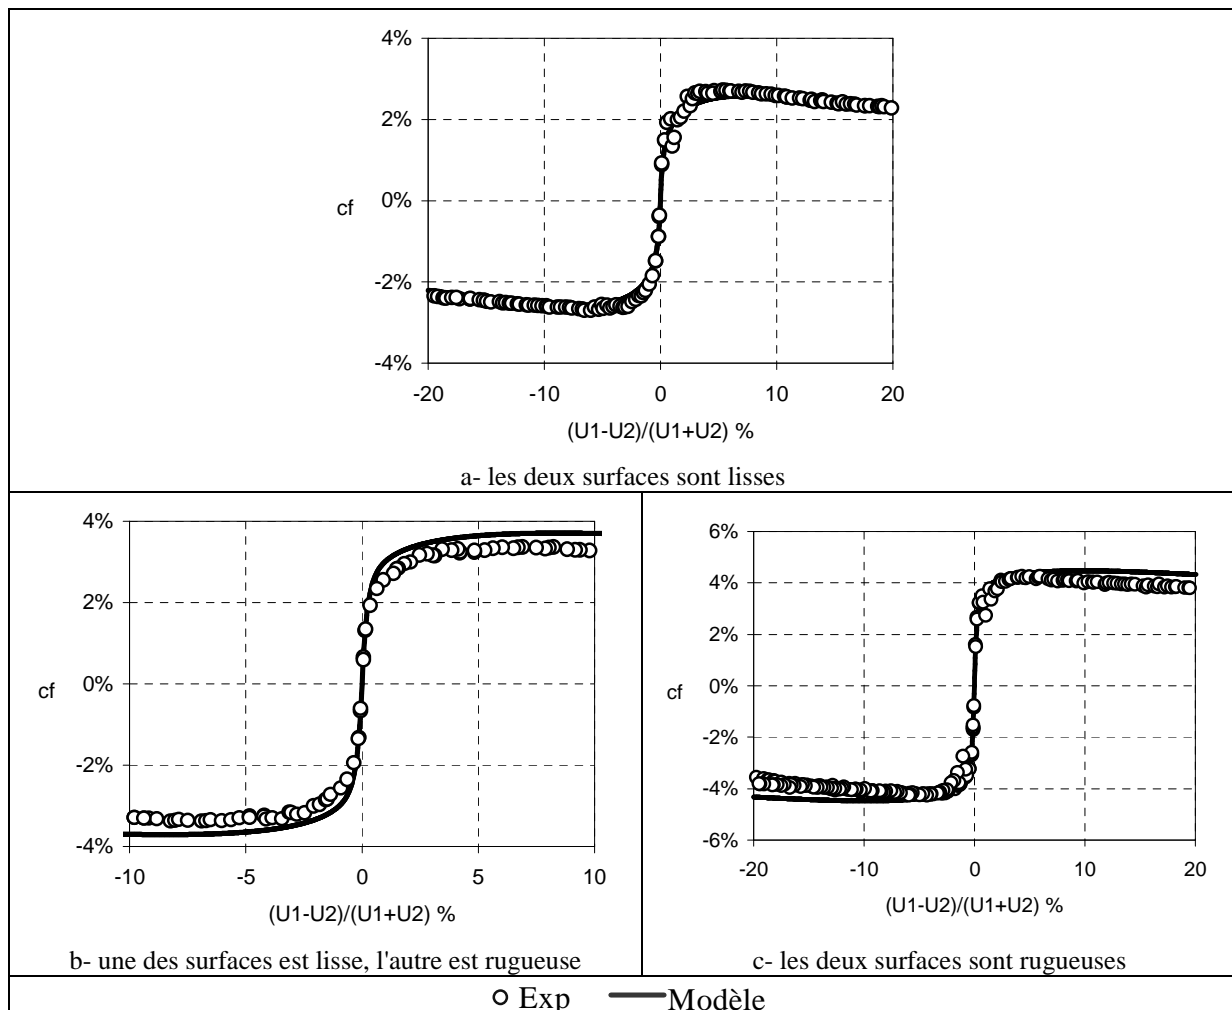 4%
2%
0%
-2%
-4%
cf
-20 -10 0 10 20
(U1-U2)/(U1+U2) %
a- les deux surfaces sont lisses
4%
2%
0%
-2%
-4%
cf
-10 -5 0 5 10
(U1-U2)/(U1+U2) %
b- une des surfaces est lisse, l'autre est rugueuse
6%
4%
2%
0%
-2%
-4%
-6%
cf
-20 -10 0 10 20
(U1-U2)/(U1+U2) %
c- les deux surfaces sont rugueuses
Exp Modèle